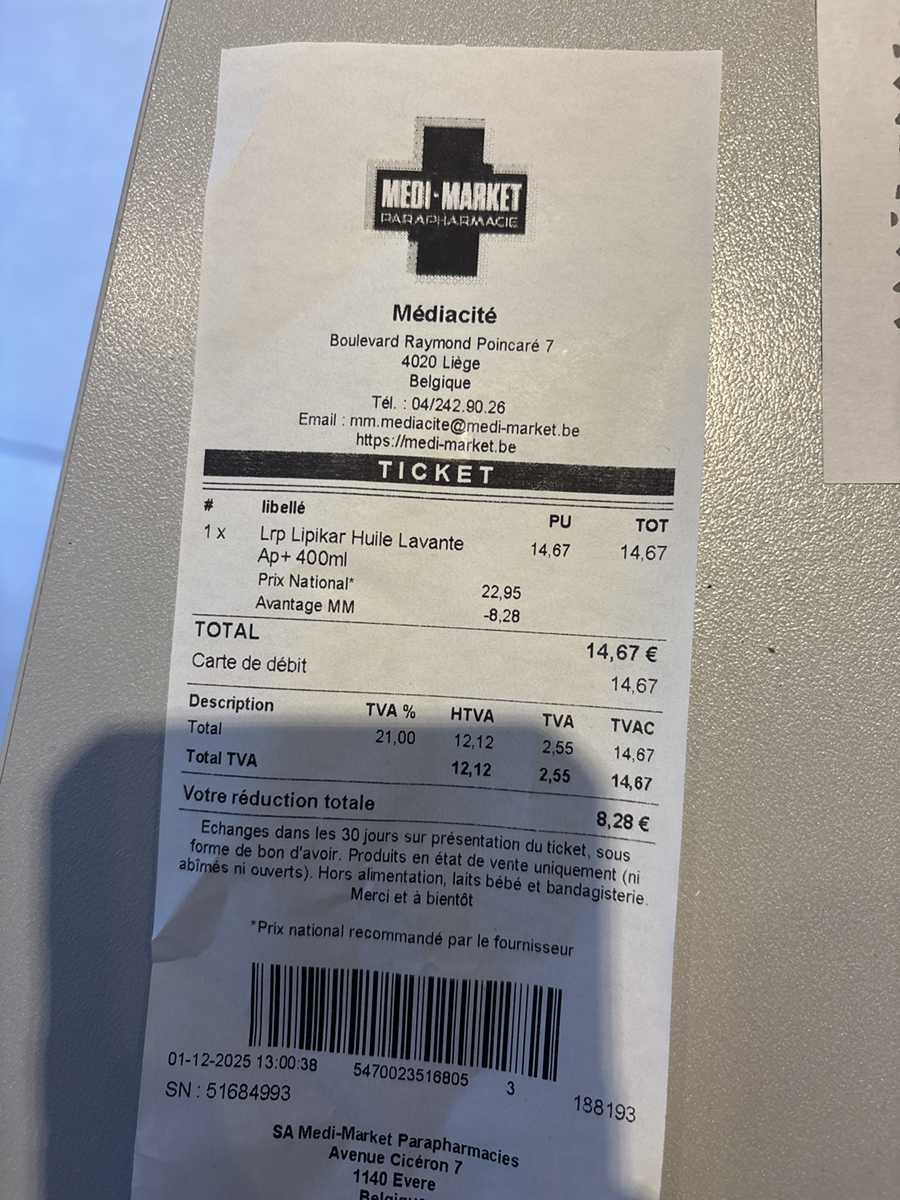 MEDI-MARKET
PARAPHARMACIE
Médiacité
Boulevard Raymond Poincaré 7
4020 Liège
Belgique
Tél. : 04/242.90.26
Email : mm.mediacite@medi-market.be
https://medi-market.be
TICKET
# libellé PU TOT
1 x Lrp Lipikar Huile Lavante 14,67 14,67
Ap+ 400ml
Prix National* 22,95
Avantage MM -8,28
TOTAL 14,67 €
Carte de débit 14,67
Description TVA % HTVA TVA TVAC
Total 21,00 12,12 2,55 14,67
Total TVA 12,12 2,55 14,67
Votre réduction totale 8,28 €
Echanges dans les 30 jours sur présentation du ticket, sous
forme de bon d'avoir. Produits en état de vente uniquement (ni
abîmés ni ouverts). Hors alimentation, laits bébé et bandagisterie.
Merci et à bientôt
*Prix national recommandé par le fournisseur
01-12-2025 13:00:38 5470023516805 3 188193
SN : 51684993
SA Medi-Market Parapharmacies
Avenue Cicéron 7
1140 Evere
Belgique